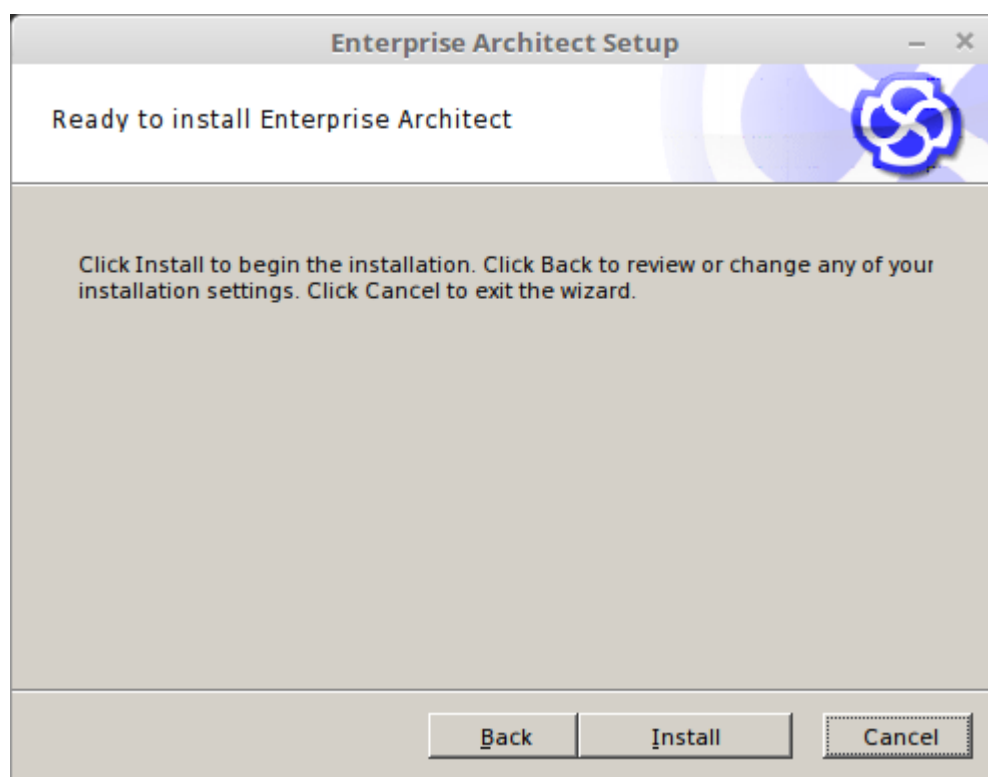 Enterprise Architect Setup
Ready to install Enterprise Architect
Click Install to begin the installation. Click Back to review or change any of your
installation settings. Click Cancel to exit the wizard.
Back Install Cancel